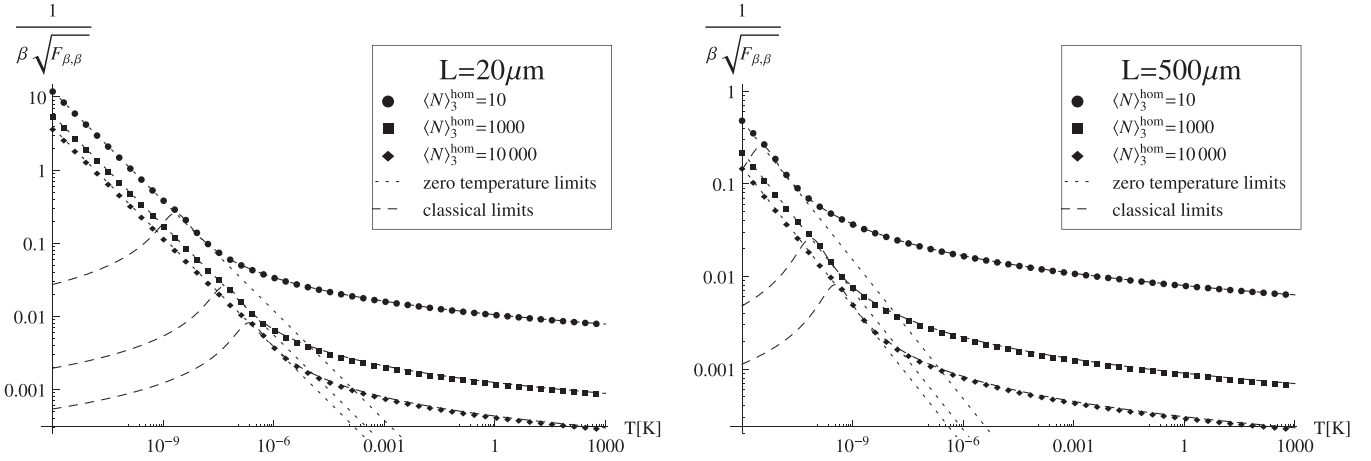 1
β √F_{β,β}
L=20μm
⟨N⟩₃^hom=10
⟨N⟩₃^hom=1000
⟨N⟩₃^hom=10 000
zero temperature limits
classical limits
10
1
0.1
0.01
0.001
10⁻⁹
10⁻⁶
0.001
1
1000
T[K]
1
β √F_{β,β}
L=500μm
⟨N⟩₃^hom=10
⟨N⟩₃^hom=1000
⟨N⟩₃^hom=10 000
zero temperature limits
classical limits
1
0.1
0.01
0.001
10⁻⁹
10⁻⁶
0.001
1
1000
T[K]